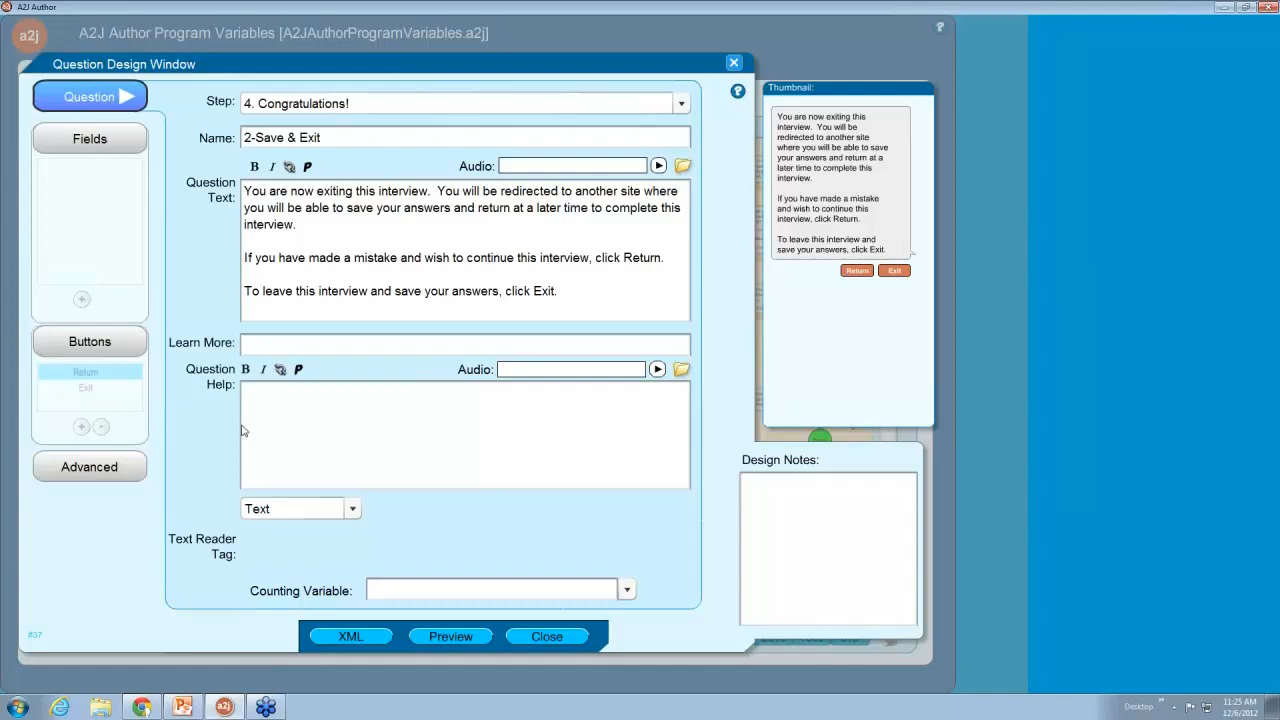 A2J Author
a2j
A2J Author Program Variables [A2JAuthorProgramVariables.a2j]
?
Question Design Window
Question
Step:
4. Congratulations!
?
Thumbnail:
Fields
Name:
2-Save & Exit
B I P
Audio:
Question
Text:
You are now exiting this interview.  You will be redirected to another site where
you will be able to save your answers and return at a later time to complete this
interview.
If you have made a mistake and wish to continue this interview, click Return.
To leave this interview and save your answers, click Exit.
You are now exiting this
interview.  You will be
redirected to another site
where you will be able to save
your answers and return at a
later time to complete this
interview.
If you have made a mistake
and wish to continue this
interview, click Return.
To leave this interview and
save your answers, click Exit.
Return Exit
Buttons
Return
Exit
Learn More:
Question
Help:
B I P
Audio:
Advanced
Design Notes:
Text
Text Reader
Tag:
Counting Variable:
#37
XML Preview Close
a2j
Desktop
11:25 AM
12/6/2012